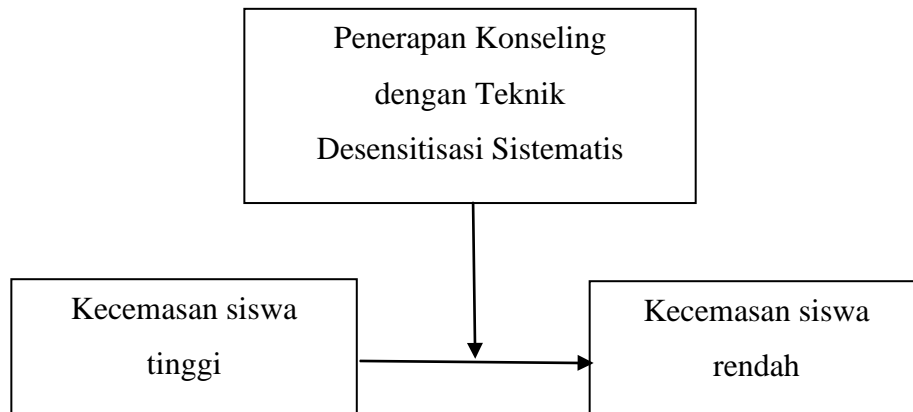 Penerapan Konseling
dengan Teknik
Desensitisasi Sistematis
Kecemasan siswa
tinggi
Kecemasan siswa
rendah